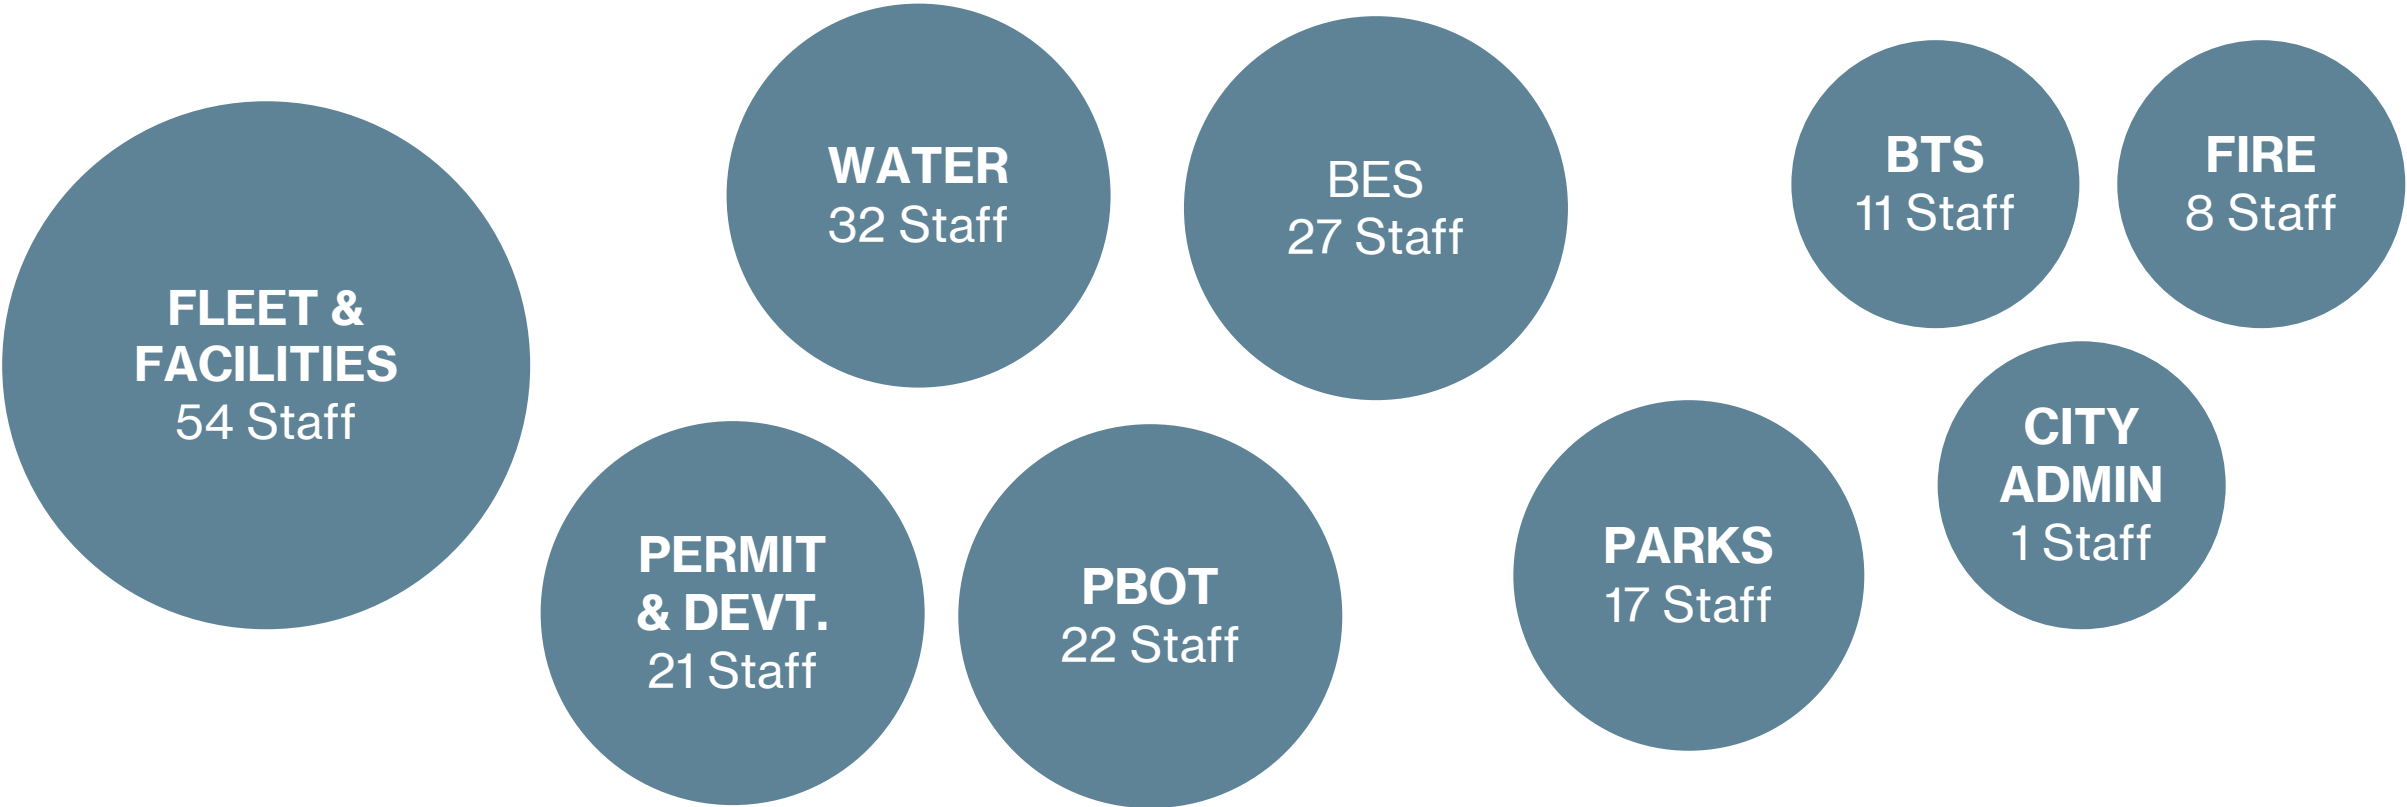 FLEET &
FACILITIES
54 Staff
WATER
32 Staff
BES
27 Staff
BTS
11 Staff
FIRE
8 Staff
PERMIT
& DEVT.
21 Staff
PBOT
22 Staff
PARKS
17 Staff
CITY
ADMIN
1 Staff